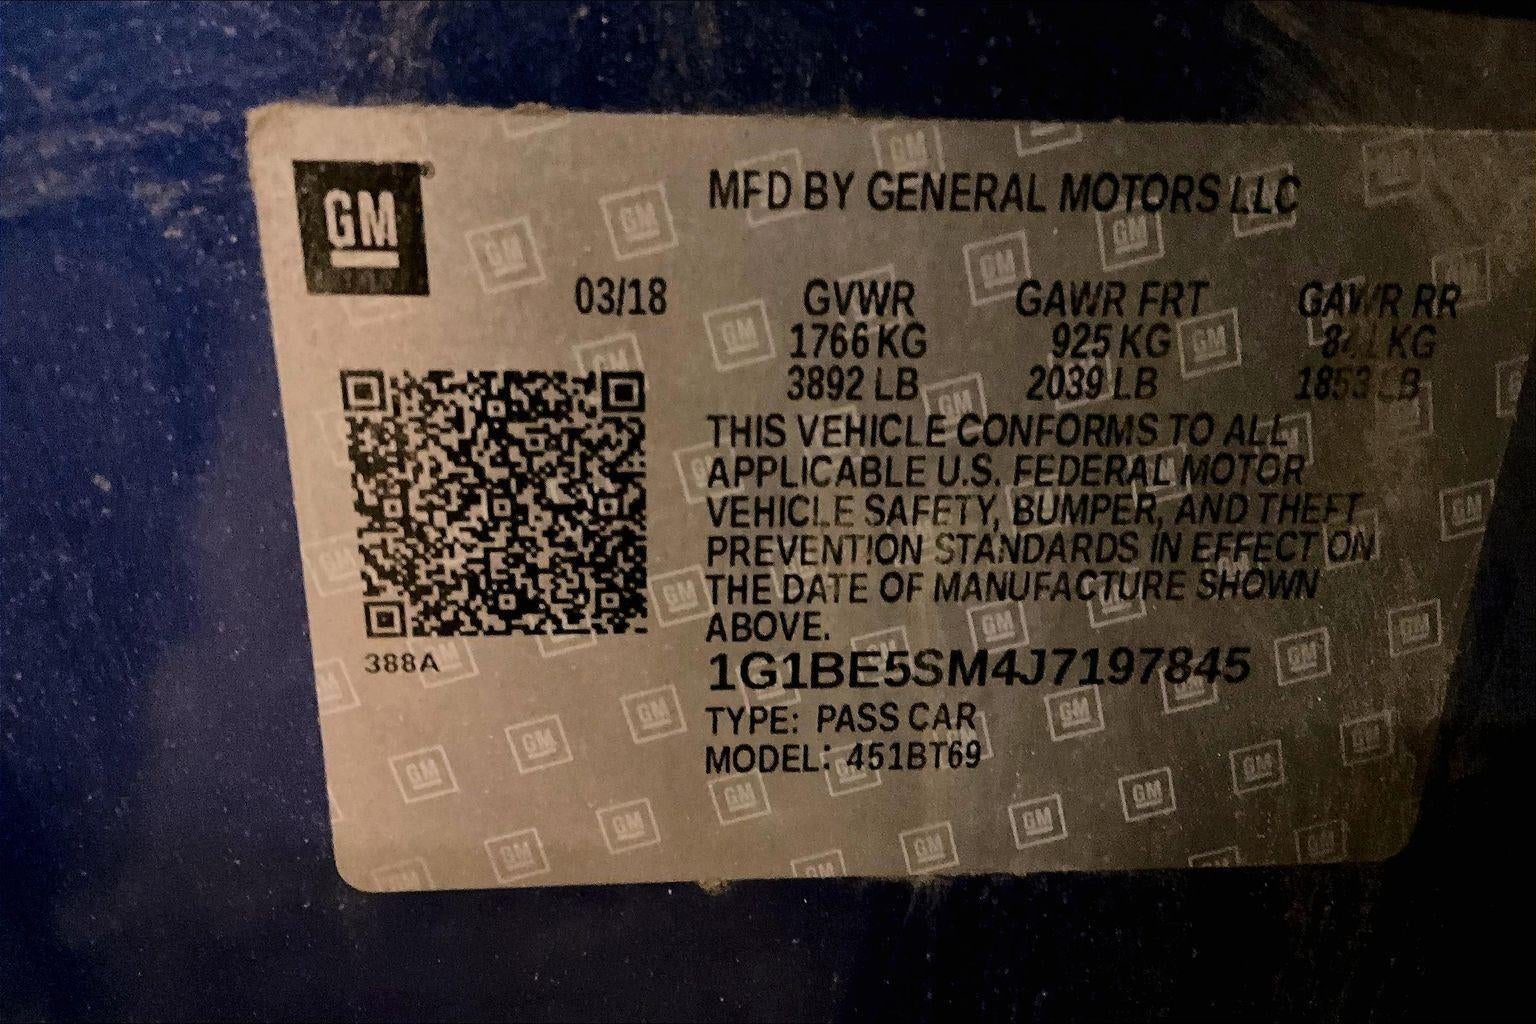 GM
MFD BY GENERAL MOTORS LLC
03/18
GVWR GAWR FRT GAWR RR
1766 KG 925 KG KG
3892 LB 2039 LB 1853 LB
THIS VEHICLE CONFORMS TO ALL
APPLICABLE U.S. FEDERAL MOTOR
VEHICLE SAFETY, BUMPER, AND THEFT
PREVENTION STANDARDS IN EFFECT ON
THE DATE OF MANUFACTURE SHOWN
ABOVE.
388A
1G1BE5SM4J7197845
TYPE: PASS CAR
MODEL: 451BT69